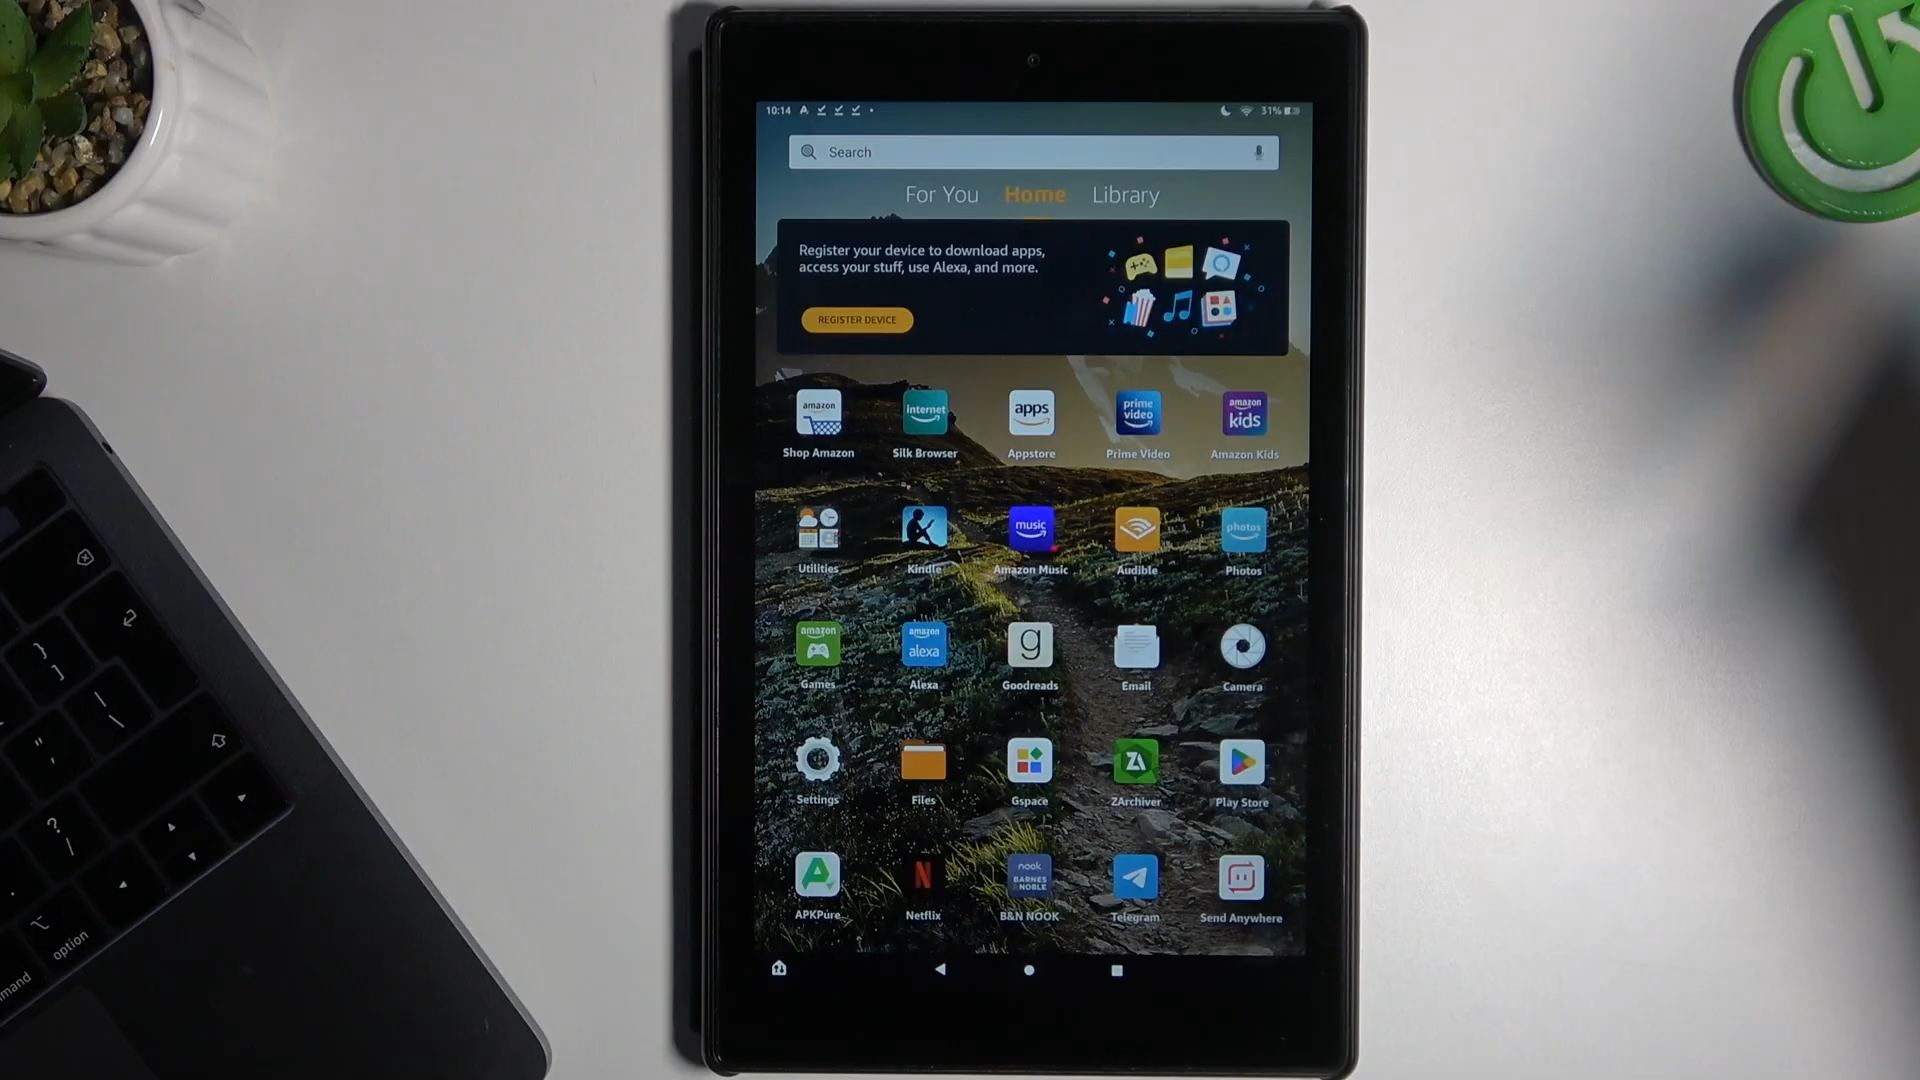 10:14
31%
Search
For You Home Library
Register your device to download apps,
access your stuff, use Alexa, and more.
REGISTER DEVICE
amazon
internet
apps
prime
video
amazon
kids
Shop Amazon
Silk Browser
Appstore
Prime Video
Amazon Kids
music
photos
Utilities
Kindle
Amazon Music
Audible
Photos
amazon
amazon
alexa
g
Games
Alexa
Goodreads
Email
Camera
ZA
Settings
Files
Gspace
ZArchiver
Play Store
N
nook
BARNES
&NOBLE
APKPure
Netflix
B&N NOOK
Telegram
Send Anywhere
option
mand